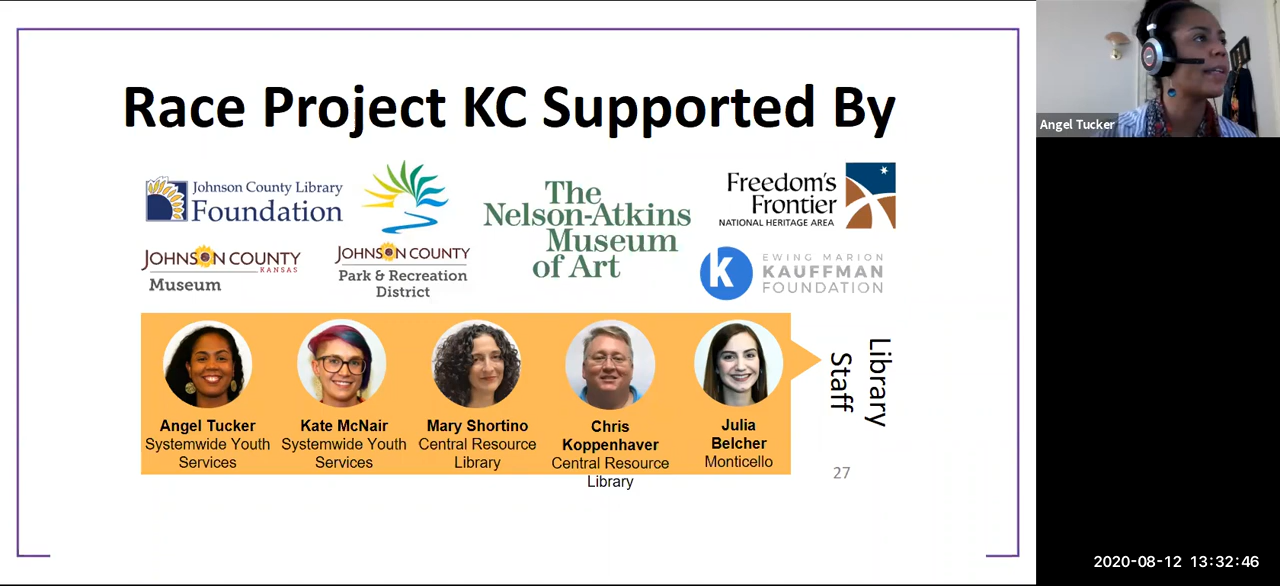 Race Project KC Supported By
Johnson County Library
Foundation
The
Nelson-Atkins
Museum
of Art
Freedom's
Frontier
NATIONAL HERITAGE AREA
JOHNSON COUNTY
KANSAS
Museum
JOHNSON COUNTY
Park & Recreation
District
K
EWING MARION
KAUFFMAN
FOUNDATION
Angel Tucker
Systemwide Youth
Services
Kate McNair
Systemwide Youth
Services
Mary Shortino
Central Resource
Library
Chris
Koppenhaver
Central Resource
Library
Julia
Belcher
Monticello
Library
Staff
27
Angel Tucker
2020-08-12 13:32:46